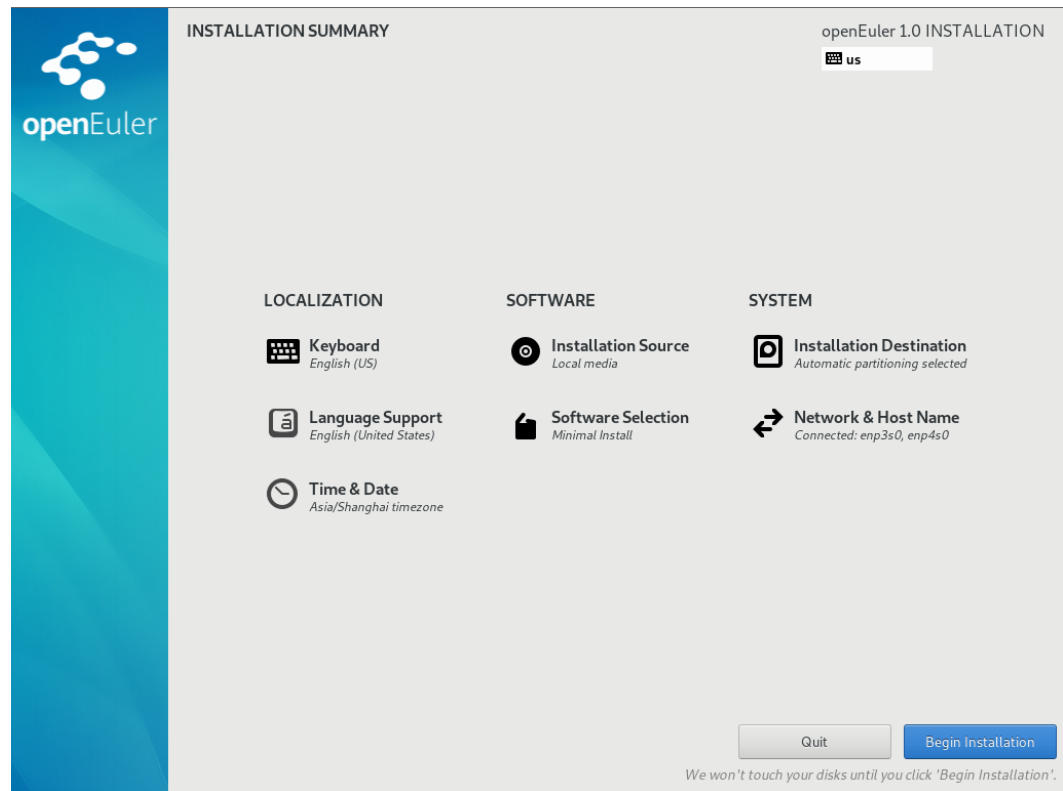 openEuler
INSTALLATION SUMMARY
openEuler 1.0 INSTALLATION
us
LOCALIZATION
Keyboard
English (US)
Language Support
English (United States)
Time & Date
Asia/Shanghai timezone
SOFTWARE
Installation Source
Local media
Software Selection
Minimal Install
SYSTEM
Installation Destination
Automatic partitioning selected
Network & Host Name
Connected: enp3s0, enp4s0
Quit
Begin Installation
We won't touch your disks until you click 'Begin Installation'.